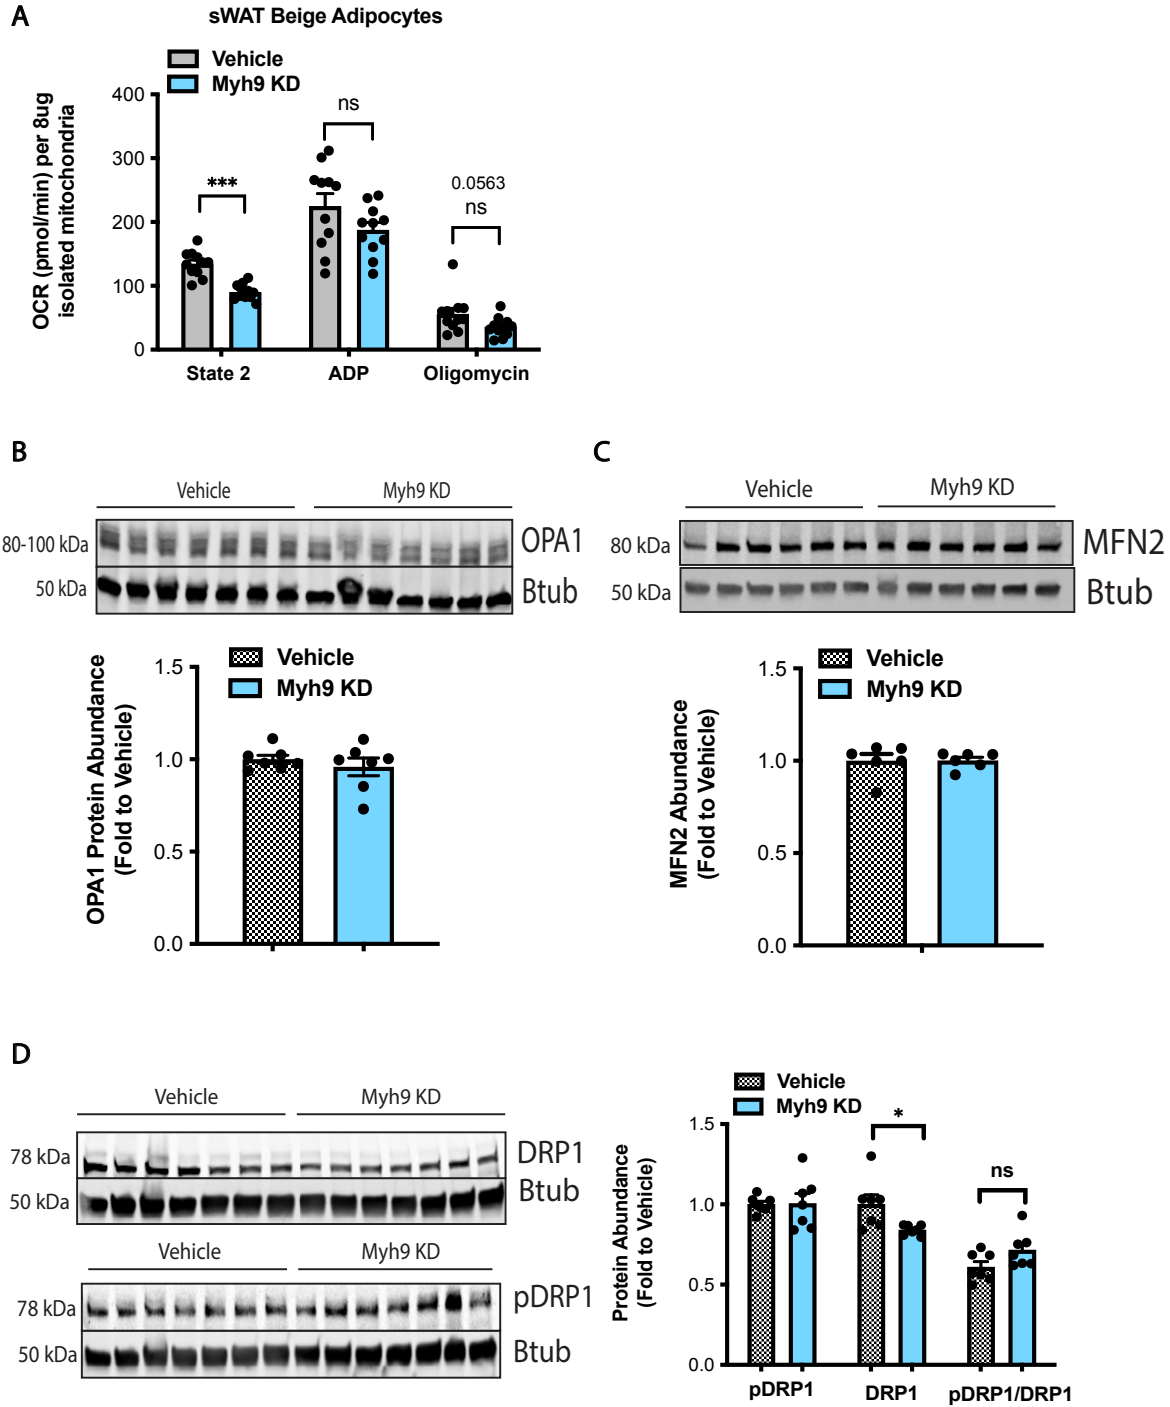 A
sWAT Beige Adipocytes
Vehicle
Myh9 KD
OCR (pmol/min) per 8ug
isolated mitochondria
400
300
200
100
0
***
ns
0.0563
ns
State 2
ADP
Oligomycin
B
Vehicle
Myh9 KD
80-100 kDa
OPA1
50 kDa
Btub
Vehicle
Myh9 KD
OPA1 Protein Abundance
(Fold to Vehicle)
1.5
1.0
0.5
0.0
C
Vehicle
Myh9 KD
80 kDa
MFN2
50 kDa
Btub
Vehicle
Myh9 KD
MFN2 Abundance
(Fold to Vehicle)
1.5
1.0
0.5
0.0
D
Vehicle
Myh9 KD
78 kDa
DRP1
50 kDa
Btub
Vehicle
Myh9 KD
78 kDa
pDRP1
50 kDa
Btub
Vehicle
Myh9 KD
Protein Abundance
(Fold to Vehicle)
1.5
1.0
0.5
0.0
*
ns
pDRP1
DRP1
pDRP1/DRP1